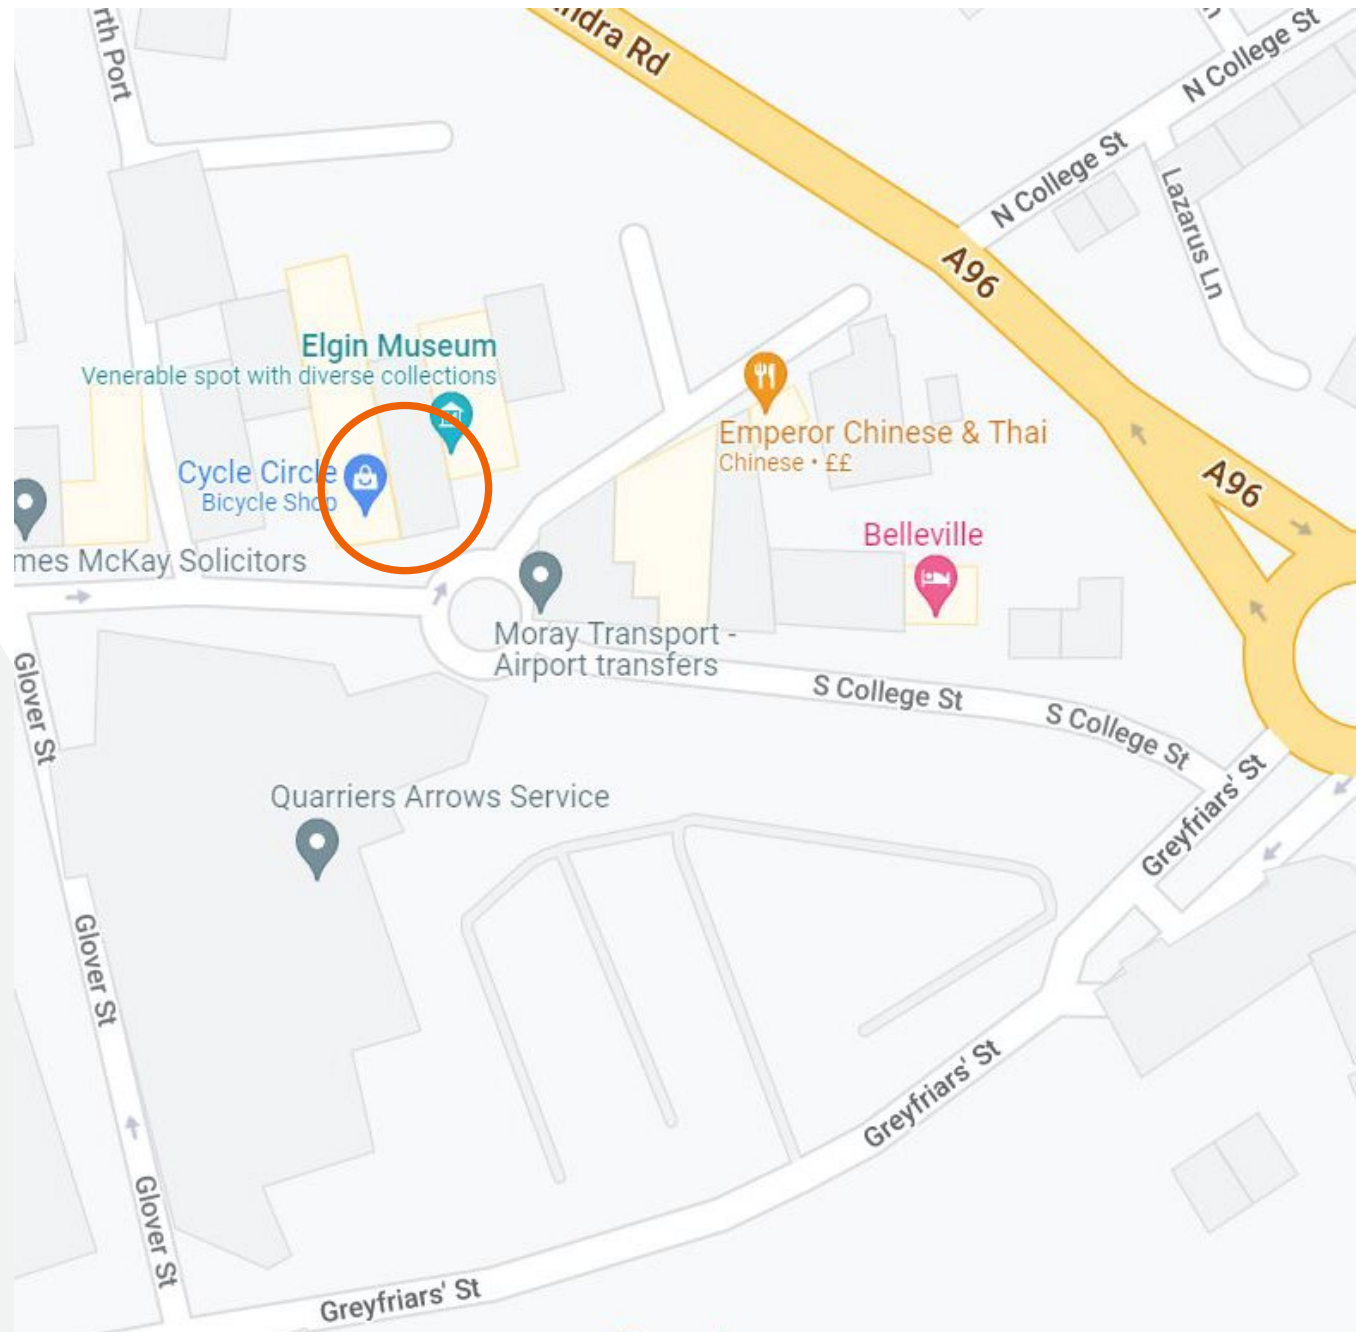 rth Port
ndra Rd
N College St
N College St
Lazarus Ln
A96
Elgin Museum
Venerable spot with diverse collections
Emperor Chinese & Thai
Chinese • ££
A96
Cycle Circle
Bicycle Shop
Belleville
mes McKay Solicitors
Moray Transport -
Airport transfers
Glover St
S College St
S College St
Greyfriars' St
Quarriers Arrows Service
Glover St
Greyfriars' St
Glover St
Greyfriars' St